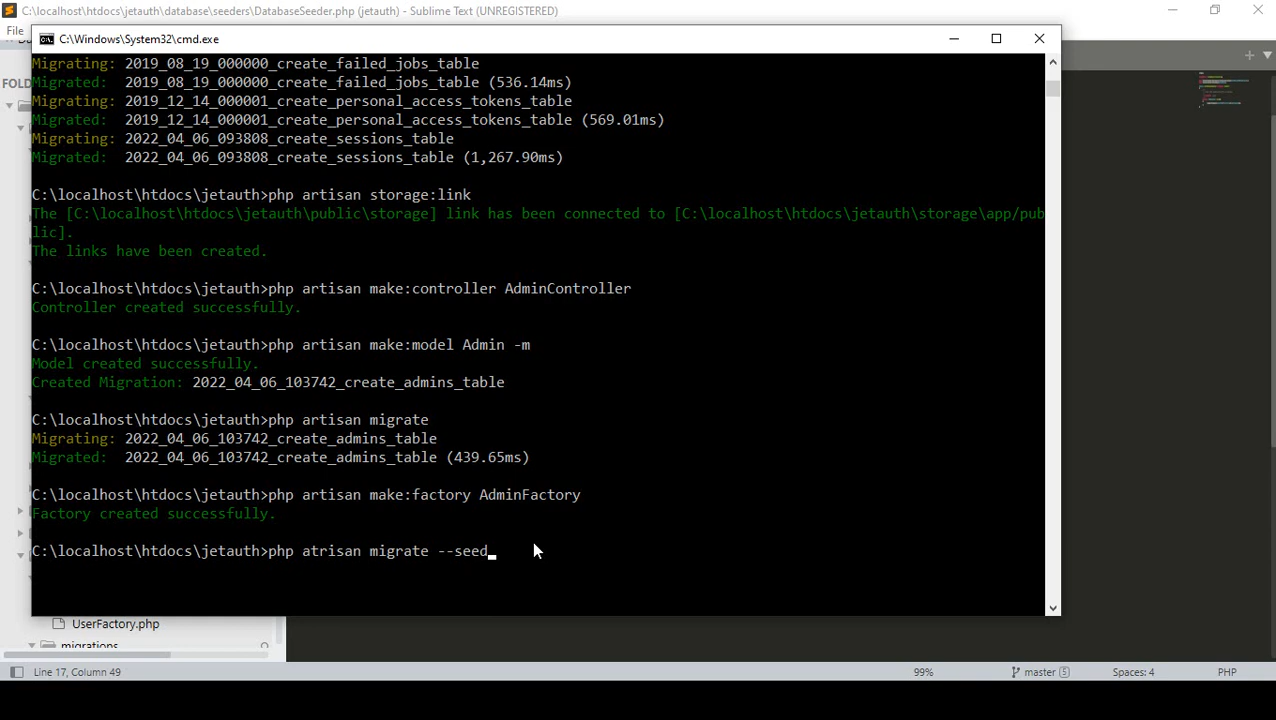 C:\localhost\htdocs\jetauth\database\seeders\DatabaseSeeder.php (jetauth) - Sublime Text (UNREGISTERED)
File
C:\Windows\System32\cmd.exe
FOLD
Migrating: 2019_08_19_000000_create_failed_jobs_table
Migrated:  2019_08_19_000000_create_failed_jobs_table (536.14ms)
Migrating: 2019_12_14_000001_create_personal_access_tokens_table
Migrated:  2019_12_14_000001_create_personal_access_tokens_table (569.01ms)
Migrating: 2022_04_06_093808_create_sessions_table
Migrated:  2022_04_06_093808_create_sessions_table (1,267.90ms)
C:\localhost\htdocs\jetauth>php artisan storage:link
The [C:\localhost\htdocs\jetauth\public\storage] link has been connected to [C:\localhost\htdocs\jetauth\storage\app/pub
lic].
The links have been created.
C:\localhost\htdocs\jetauth>php artisan make:controller AdminController
Controller created successfully.
C:\localhost\htdocs\jetauth>php artisan make:model Admin -m
Model created successfully.
Created Migration: 2022_04_06_103742_create_admins_table
C:\localhost\htdocs\jetauth>php artisan migrate
Migrating: 2022_04_06_103742_create_admins_table
Migrated:  2022_04_06_103742_create_admins_table (439.65ms)
C:\localhost\htdocs\jetauth>php artisan make:factory AdminFactory
Factory created successfully.
C:\localhost\htdocs\jetauth>php atrisan migrate --seed
UserFactory.php
migrations
Line 17, Column 49
99%
master 5
Spaces: 4
PHP